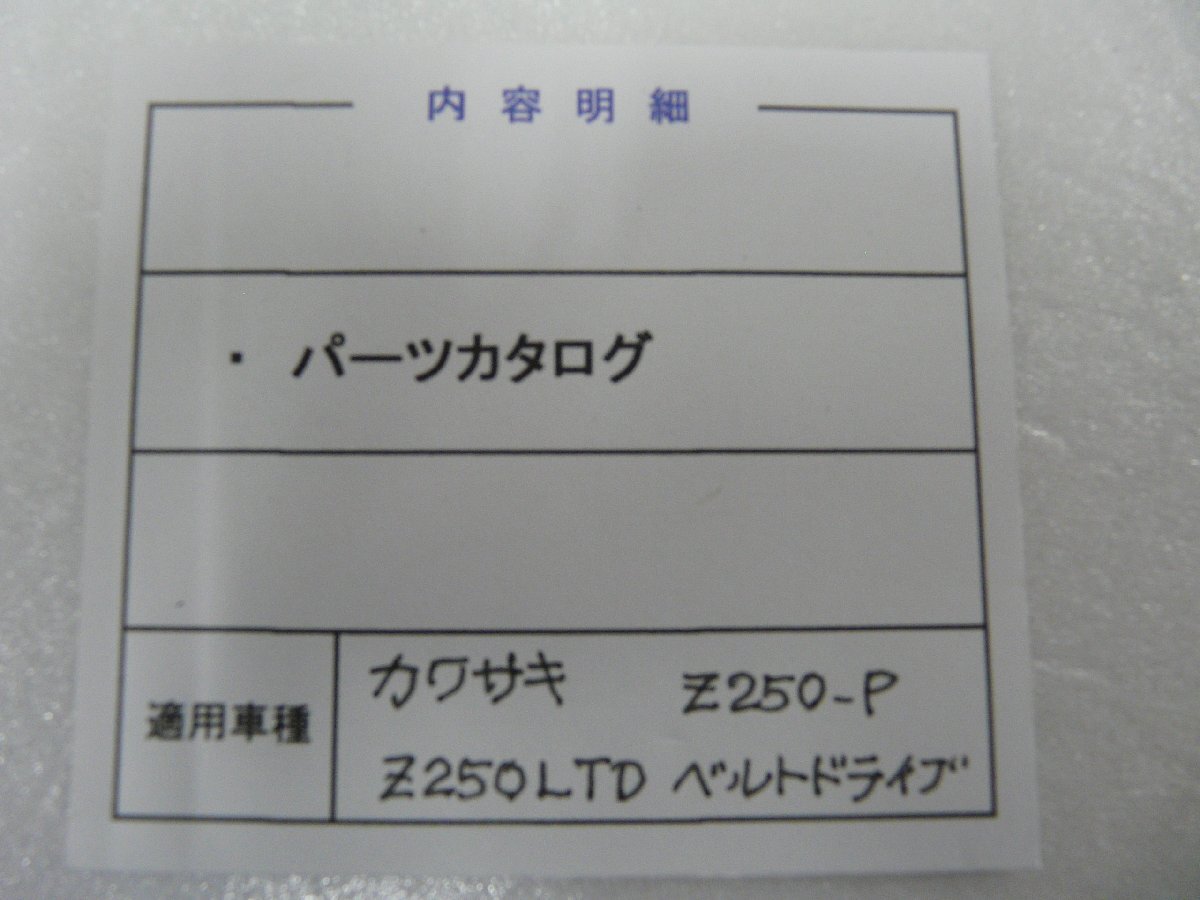 内容明細
・ パーツカタログ
適用車種
カワサキ Z250-P
Z250LTD ベルトドライブ